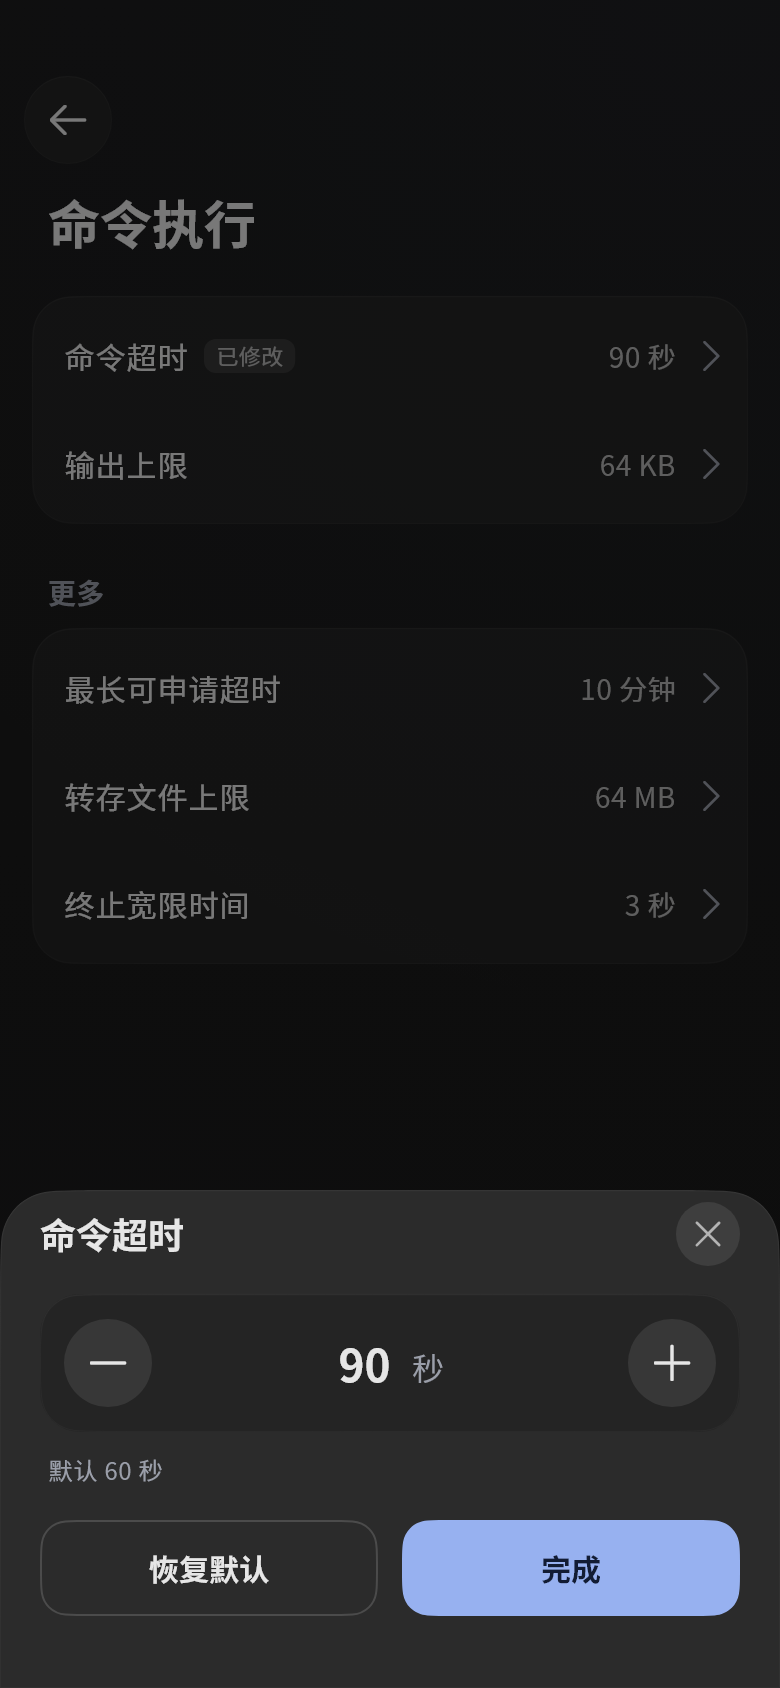 命令执行
命令超时 已修改 90 秒
输出上限 64 KB
更多
最长可申请超时 10 分钟
转存文件上限 64 MB
终止宽限时间 3 秒
命令超时
90 秒
默认 60 秒
恢复默认 完成